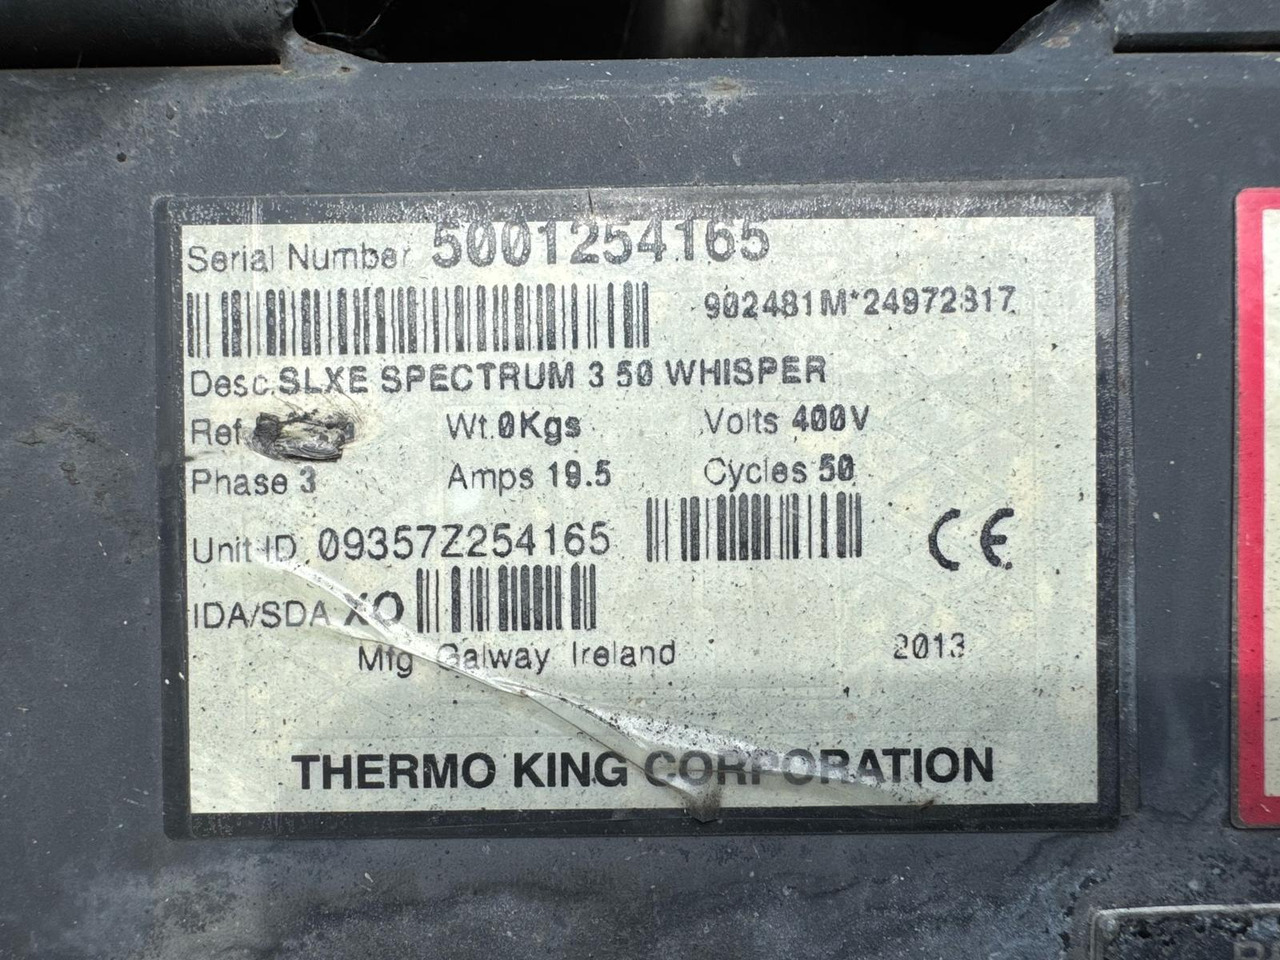 Serial Number 5001254165
902481M*24972317
Desc. SLXE SPECTRUM 3 50 WHISPER
Ref Wt. 0Kgs Volts 400V
Phase 3 Amps 19.5 Cycles 50
Unit ID 09357Z254165 CE
IDA/SDA XO
Mfg Galway Ireland 2013
THERMO KING CORPORATION